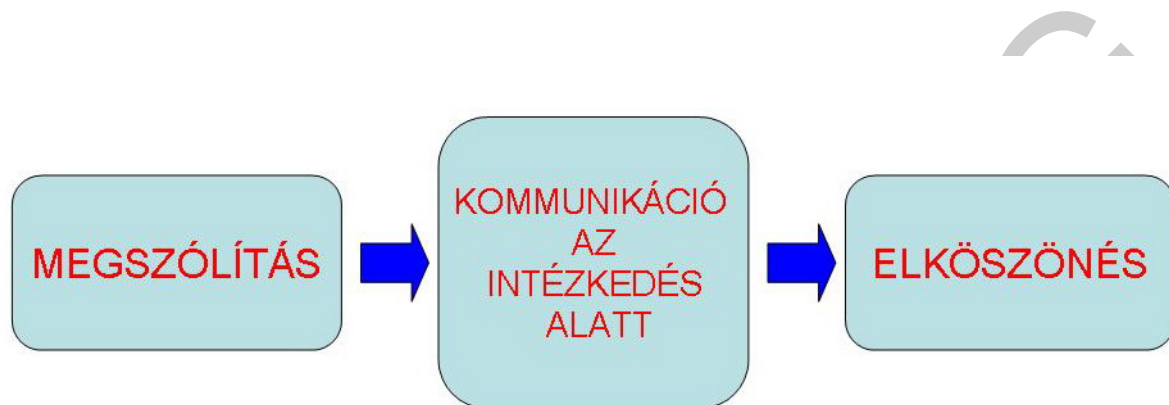 MEGSZÓLÍTÁS
KOMMUNIKÁCIÓ
AZ
INTÉZKEDÉS
ALATT
ELKÖSZÖNÉS